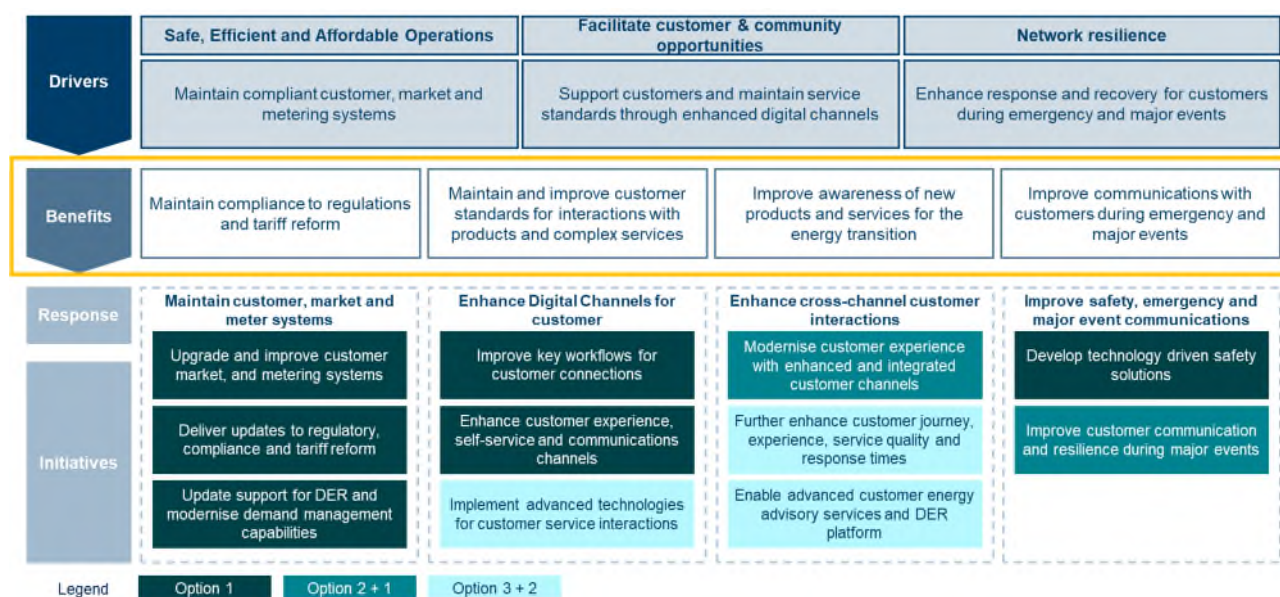 Drivers
Safe, Efficient and Affordable Operations
Facilitate customer & community
opportunities
Network resilience
Maintain compliant customer, market and
metering systems
Support customers and maintain service
standards through enhanced digital channels
Enhance response and recovery for customers
during emergency and major events
Benefits
Maintain compliance to regulations
and tariff reform
Maintain and improve customer
standards for interactions with
products and complex services
Improve awareness of new
products and services for the
energy transition
Improve communications with
customers during emergency and
major events
Response
Maintain customer, market and
meter systems
Enhance Digital Channels for
customer
Enhance cross-channel customer
interactions
Improve safety, emergency and
major event communications
Initiatives
Upgrade and improve customer
market, and metering systems
Deliver updates to regulatory,
compliance and tariff reform
Update support for DER and
modernise demand management
capabilities
Improve key workflows for
customer connections
Enhance customer experience,
self-service and communications
channels
Implement advanced technologies
for customer service interactions
Modernise customer experience
with enhanced and integrated
customer channels
Further enhance customer journey,
experience, service quality and
response times
Enable advanced customer energy
advisory services and DER
platform
Develop technology driven safety
solutions
Improve customer communication
and resilience during major events
Legend
Option 1
Option 2 + 1
Option 3 + 2